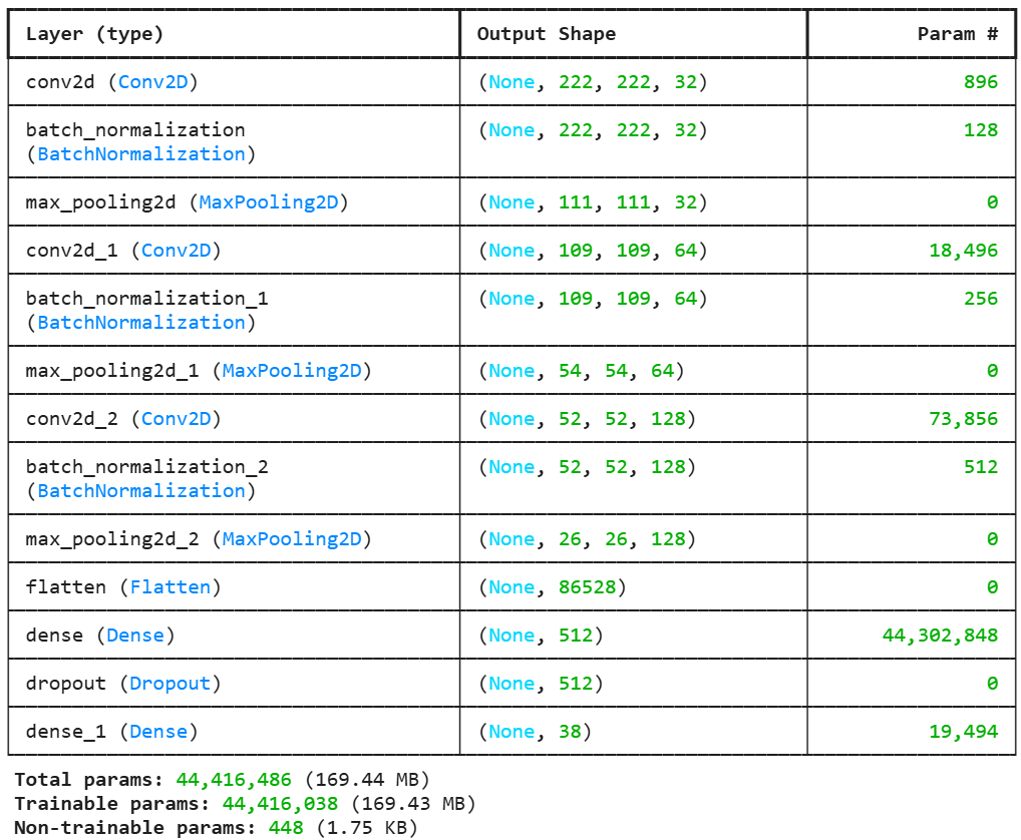 Layer (type) Output Shape Param #
conv2d (Conv2D) (None, 222, 222, 32) 896
batch_normalization (None, 222, 222, 32) 128
(BatchNormalization)
max_pooling2d (MaxPooling2D) (None, 111, 111, 32) 0
conv2d_1 (Conv2D) (None, 109, 109, 64) 18,496
batch_normalization_1 (None, 109, 109, 64) 256
(BatchNormalization)
max_pooling2d_1 (MaxPooling2D) (None, 54, 54, 64) 0
conv2d_2 (Conv2D) (None, 52, 52, 128) 73,856
batch_normalization_2 (None, 52, 52, 128) 512
(BatchNormalization)
max_pooling2d_2 (MaxPooling2D) (None, 26, 26, 128) 0
flatten (Flatten) (None, 86528) 0
dense (Dense) (None, 512) 44,302,848
dropout (Dropout) (None, 512) 0
dense_1 (Dense) (None, 38) 19,494
Total params: 44,416,486 (169.44 MB)
Trainable params: 44,416,038 (169.43 MB)
Non-trainable params: 448 (1.75 KB)